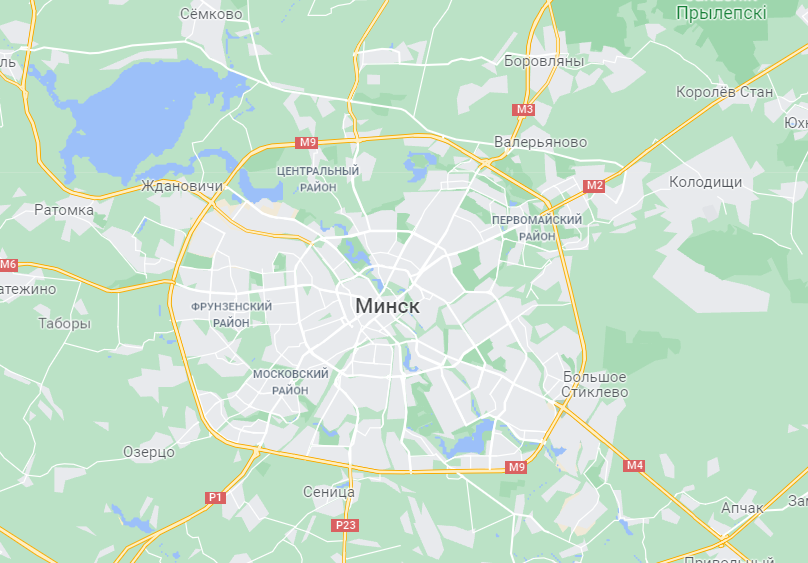 Сёмково
Прылепскі
Боровляны
ль
Королёв Стан
M3
Юхн
M9
Валерьяново
ЦЕНТРАЛЬНЫЙ
РАЙОН
Ждановичи
M2
Колодищи
Ратомка
ПЕРВОМАЙСКИЙ
РАЙОН
M6
атежино
ФРУНЗЕНСКИЙ
РАЙОН
Минск
Таборы
МОСКОВСКИЙ
РАЙОН
Большое
Стиклево
Озерцо
M9
M4
Сеница
P1
Апчак
Зам
P23
Привольный